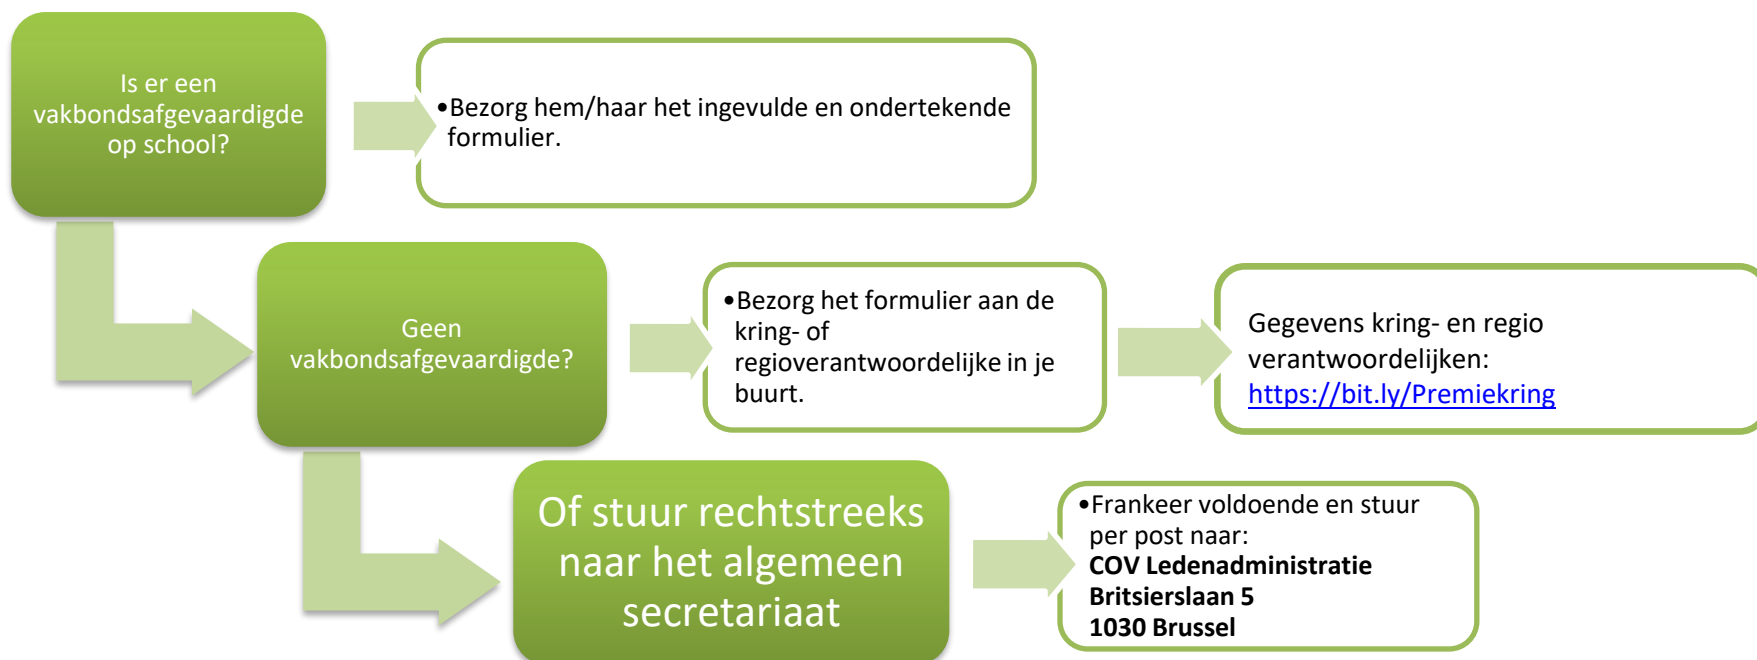 Is er een
vakbondsafgevaardigde
op school?
•Bezorg hem/haar het ingevulde en ondertekende
formulier.
Geen
vakbondsafgevaardigde?
•Bezorg het formulier aan de
kring- of
regioverantwoordelijke in je
buurt.
Gegevens kring- en regio
verantwoordelijken:
https://bit.ly/Premiekring
Of stuur rechtstreeks
naar het algemeen
secretariaat
•Frankeer voldoende en stuur
per post naar:
COV Ledenadministratie
Britsierslaan 5
1030 Brussel